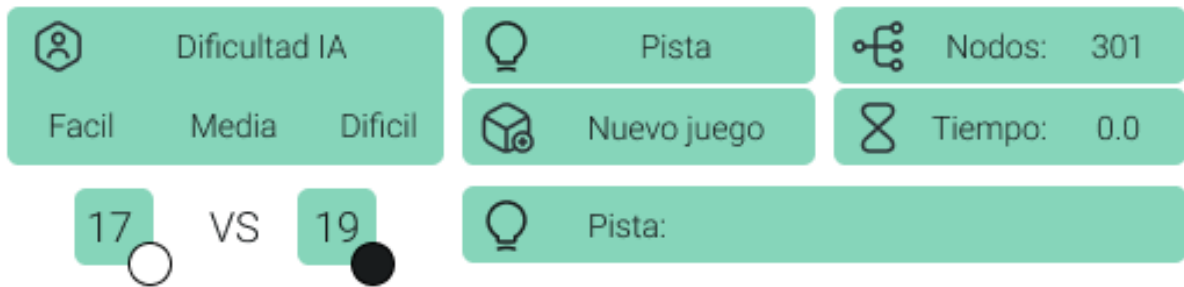 Dificultad IA
Facil Media Dificil
Pista
Nuevo juego
Nodos: 301
Tiempo: 0.0
17 VS 19
Pista: